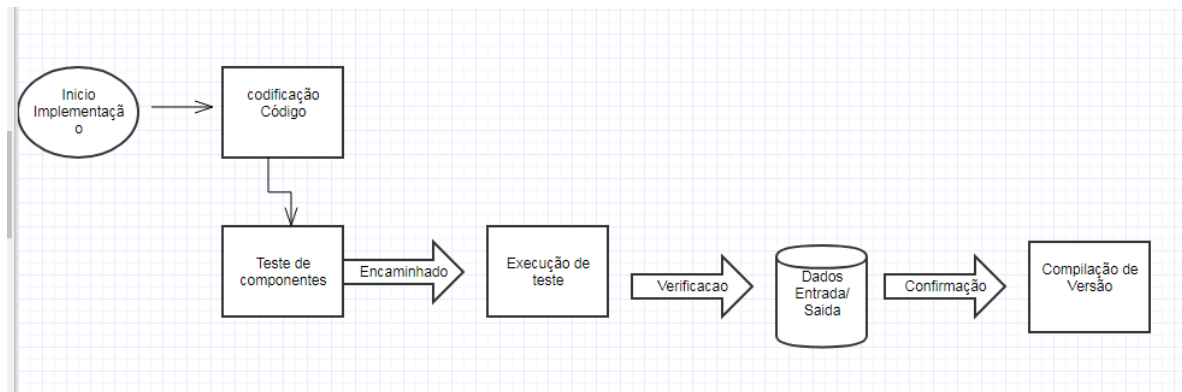 Inicio
Implementaçã
o
codificação
Código
Teste de
componentes
Encaminhado
Execução de
teste
Verificacao
Dados
Entrada/
Saida
Confirmação
Compilação de
Versão